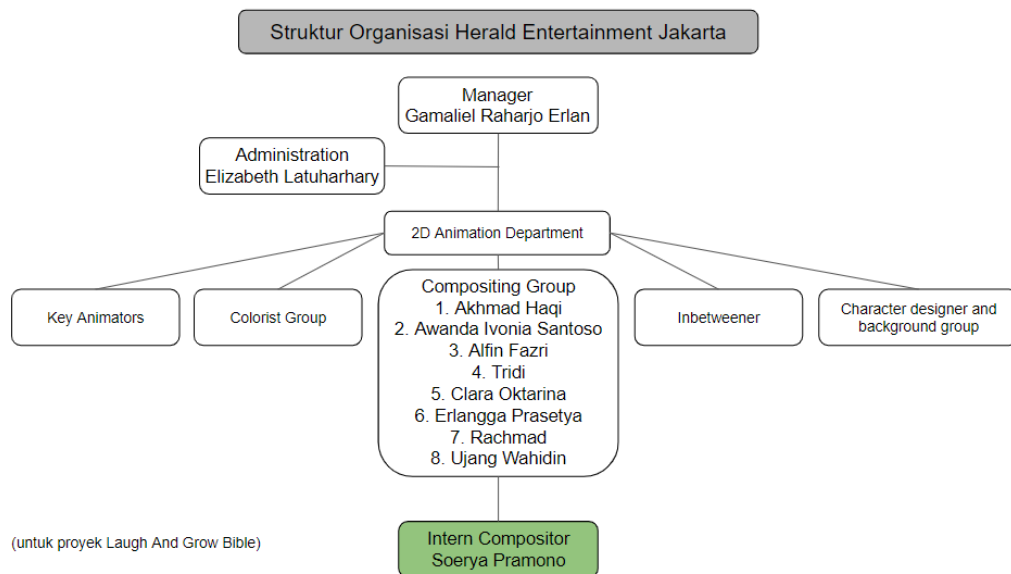 Struktur Organisasi Herald Entertainment Jakarta
Manager
Gamaliel Raharjo Erlan
Administration
Elizabeth Latuharhary
2D Animation Department
Key Animators
Colorist Group
Compositing Group
1. Akhmad Haqi
2. Awanda Ivonia Santoso
3. Alfin Fazri
4. Tridi
5. Clara Oktarina
6. Erlangga Prasetya
7. Rachmad
8. Ujang Wahidin
Inbetweener
Character designer and
background group
Intern Compositor
Soerya Pramono
(untuk proyek Laugh And Grow Bible)